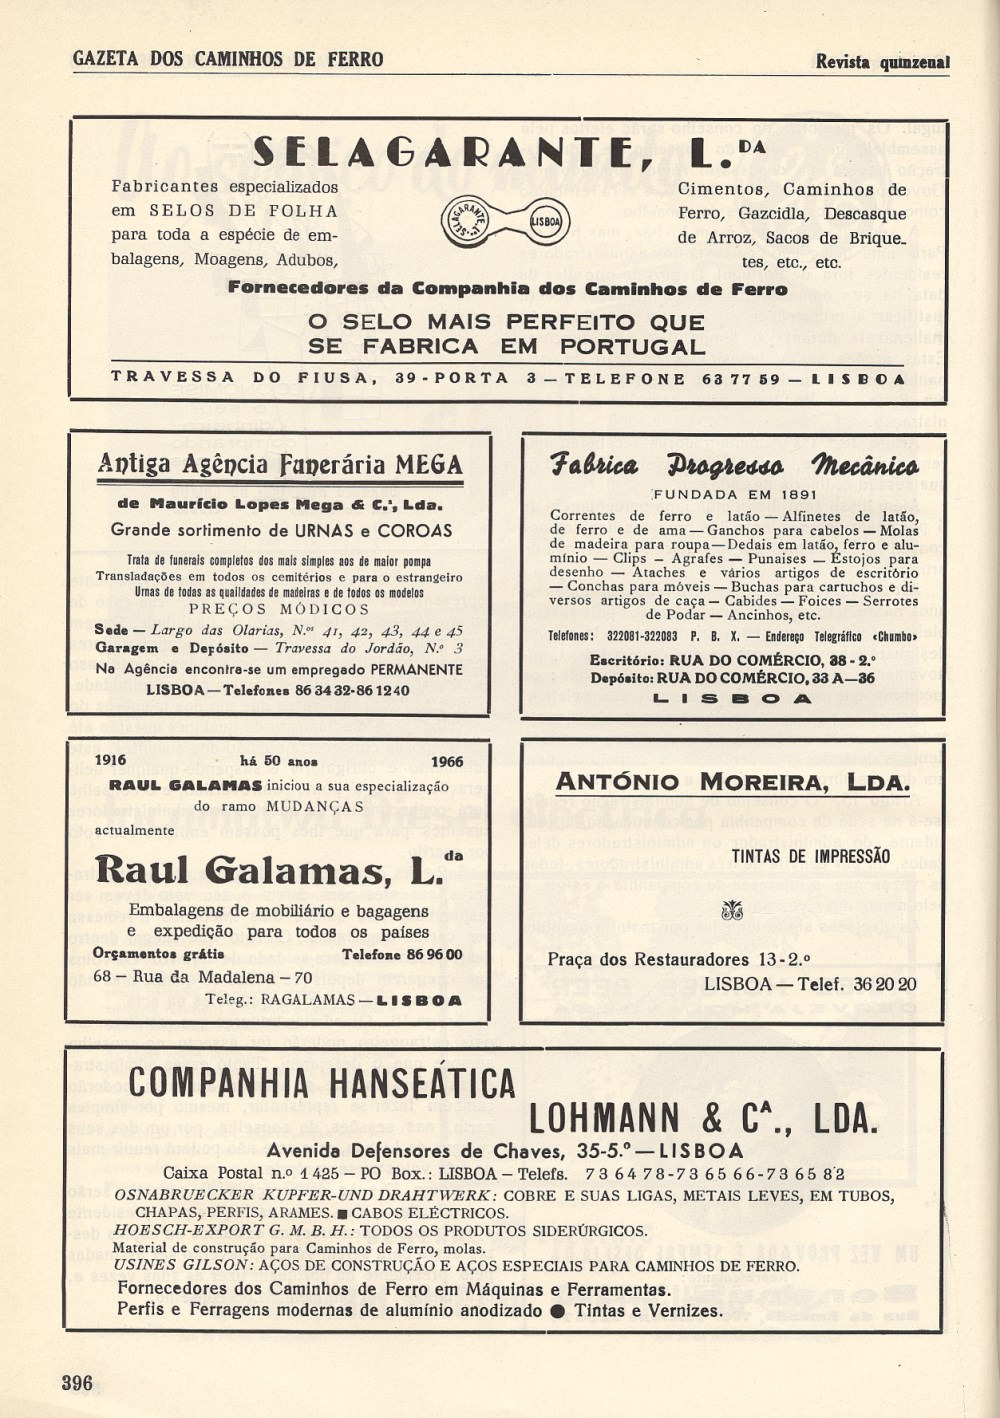 GAZETA DOS CAMINHOS DE FERRO
Revista quinzenal
SELAGARANTE, L.DA
Fabricantes especializados
em SELOS DE FOLHA
para toda a espécie de em-
balagens, Moagens, Adubos,
SELAGARANTE, L.DA
LISBOA
Cimentos, Caminhos de
Ferro, Gazcidla, Descasque
de Arroz, Sacos de Brique-
tes, etc., etc.
Fornecedores da Companhia dos Caminhos de Ferro
O SELO MAIS PERFEITO QUE
SE FABRICA EM PORTUGAL
TRAVESSA DO FIUSA, 39-PORTA 3 — TELEFONE 63 77 59 — LISBOA
Antiga Agência Funerária MEGA
de Maurício Lopes Mega & C.ª, Lda.
Grande sortimento de URNAS e COROAS
Trata de funerais completos dos mais simples aos de maior pompa
Transladações em todos os cemitérios e para o estrangeiro
Urnas de todas as qualidades de madeiras e de todos os modelos
PREÇOS MÓDICOS
Sede — Largo das Olarias, N.os 41, 42, 43, 44 e 45
Garagem e Depósito — Travessa do Jordão, N.º 3
Na Agência encontra-se um empregado PERMANENTE
LISBOA — Telefones 86 34 32-86 12 40
Fabrica Progresso Mecânico
FUNDADA EM 1891
Correntes de ferro e latão — Alfinetes de latão,
de ferro e de ama — Ganchos para cabelos — Molas
de madeira para roupa — Dedais em latão, ferro e alu-
mínio — Clips – Agrafes — Punaises — Estojos para
desenho — Ataches e vários artigos de escritório
— Conchas para móveis — Buchas para cartuchos e di-
versos artigos de caça — Cabides — Foices — Serrotes
de Podar — Ancinhos, etc.
Telefones: 322081-322083 P. B. X. — Endereço Telegráfico «Chumbo»
Escritório: RUA DO COMÉRCIO, 38 - 2.º
Depósito: RUA DO COMÉRCIO, 33 A—36
LISBOA
1916 há 50 anos 1966
RAUL GALAMAS iniciou a sua especialização
do ramo MUDANÇAS
actualmente
Raul Galamas, L.da
Embalagens de mobiliário e bagagens
e expedição para todos os países
Orçamentos grátis Telefone 86 96 00
68 — Rua da Madalena — 70
Teleg.: RAGALAMAS — LISBOA
ANTÓNIO MOREIRA, LDA.
TINTAS DE IMPRESSÃO
Praça dos Restauradores 13-2.º
LISBOA — Telef. 36 20 20
COMPANHIA HANSEÁTICA
LOHMANN & Cª., LDA.
Avenida Defensores de Chaves, 35-5.º — LISBOA
Caixa Postal n.º 1425 – PO Box.: LISBOA – Telefs. 73 64 78-73 65 66-73 65 82
OSNABRUECKER KUPFER-UND DRAHTWERK: COBRE E SUAS LIGAS, METAIS LEVES, EM TUBOS,
CHAPAS, PERFIS, ARAMES. ■ CABOS ELÉCTRICOS.
HOESCH-EXPORT G. M. B. H.: TODOS OS PRODUTOS SIDERÚRGICOS.
Material de construção para Caminhos de Ferro, molas.
USINES GILSON: AÇOS DE CONSTRUÇÃO E AÇOS ESPECIAIS PARA CAMINHOS DE FERRO.
Fornecedores dos Caminhos de Ferro em Máquinas e Ferramentas.
Perfis e Ferragens modernas de alumínio anodizado ● Tintas e Vernizes.
396